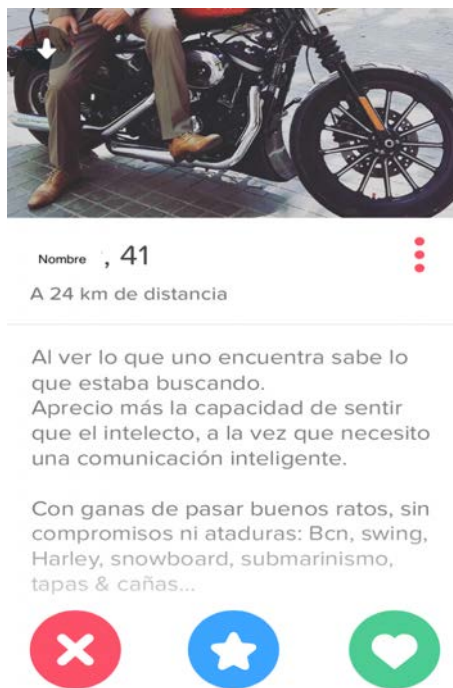 Nombre , 41
A 24 km de distancia
Al ver lo que uno encuentra sabe lo
que estaba buscando.
Aprecio más la capacidad de sentir
que el intelecto, a la vez que necesito
una comunicación inteligente.
Con ganas de pasar buenos ratos, sin
compromisos ni ataduras: Bcn, swing,
Harley, snowboard, submarinismo,
tapas & cañas...